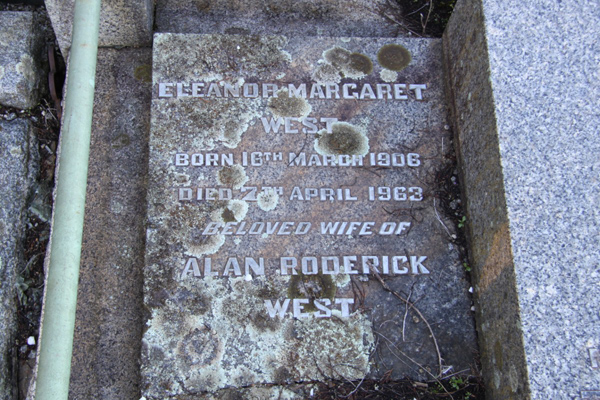 ELEANOR MARGARET
WEST
BORN 16TH MARCH 1906
DIED 7TH APRIL 1963
BELOVED WIFE OF
ALAN RODERICK
WEST